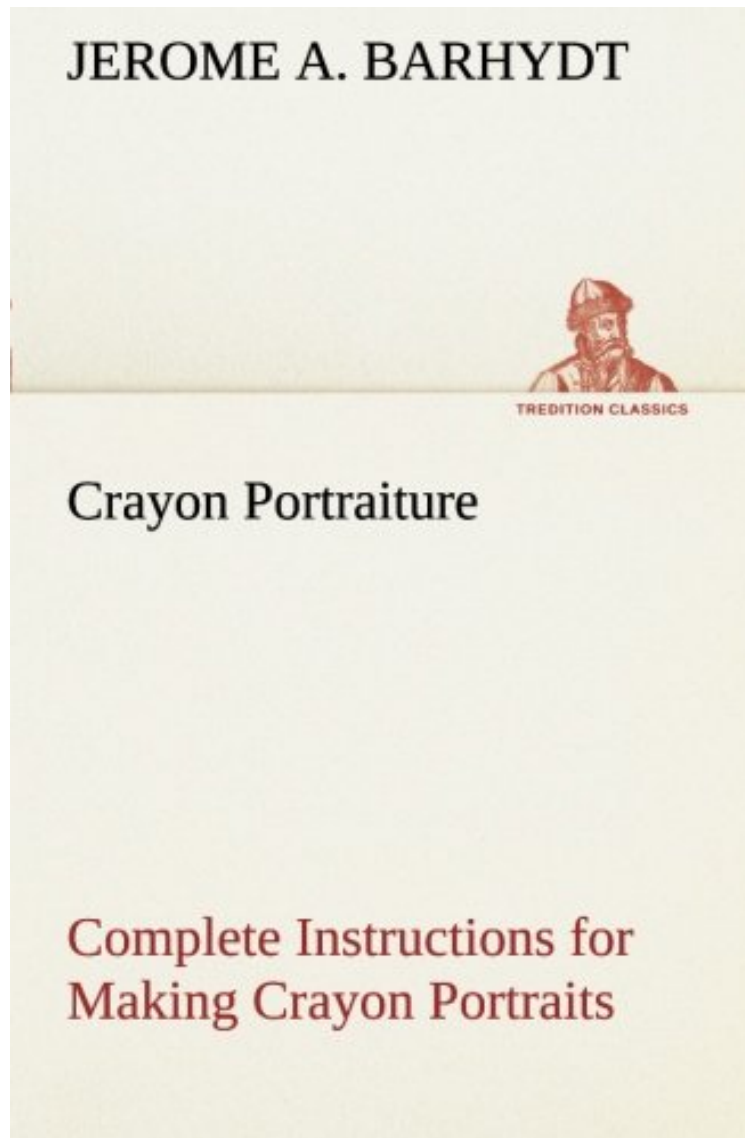 JEROME A. BARHYDT
TREDITION CLASSICS
Crayon Portraiture
Complete Instructions for
Making Crayon Portraits